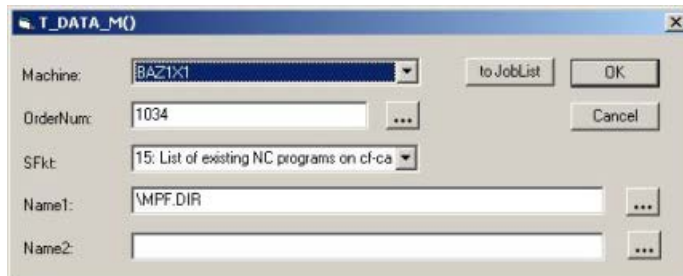 T_DATA_M()
Machine: BAZ1X1 to JobList OK
OrderNum: 1034 ... Cancel
SFkt: 15: List of existing NC programs on cf-ca
Name1: \MPF.DIR ...
Name2: ...